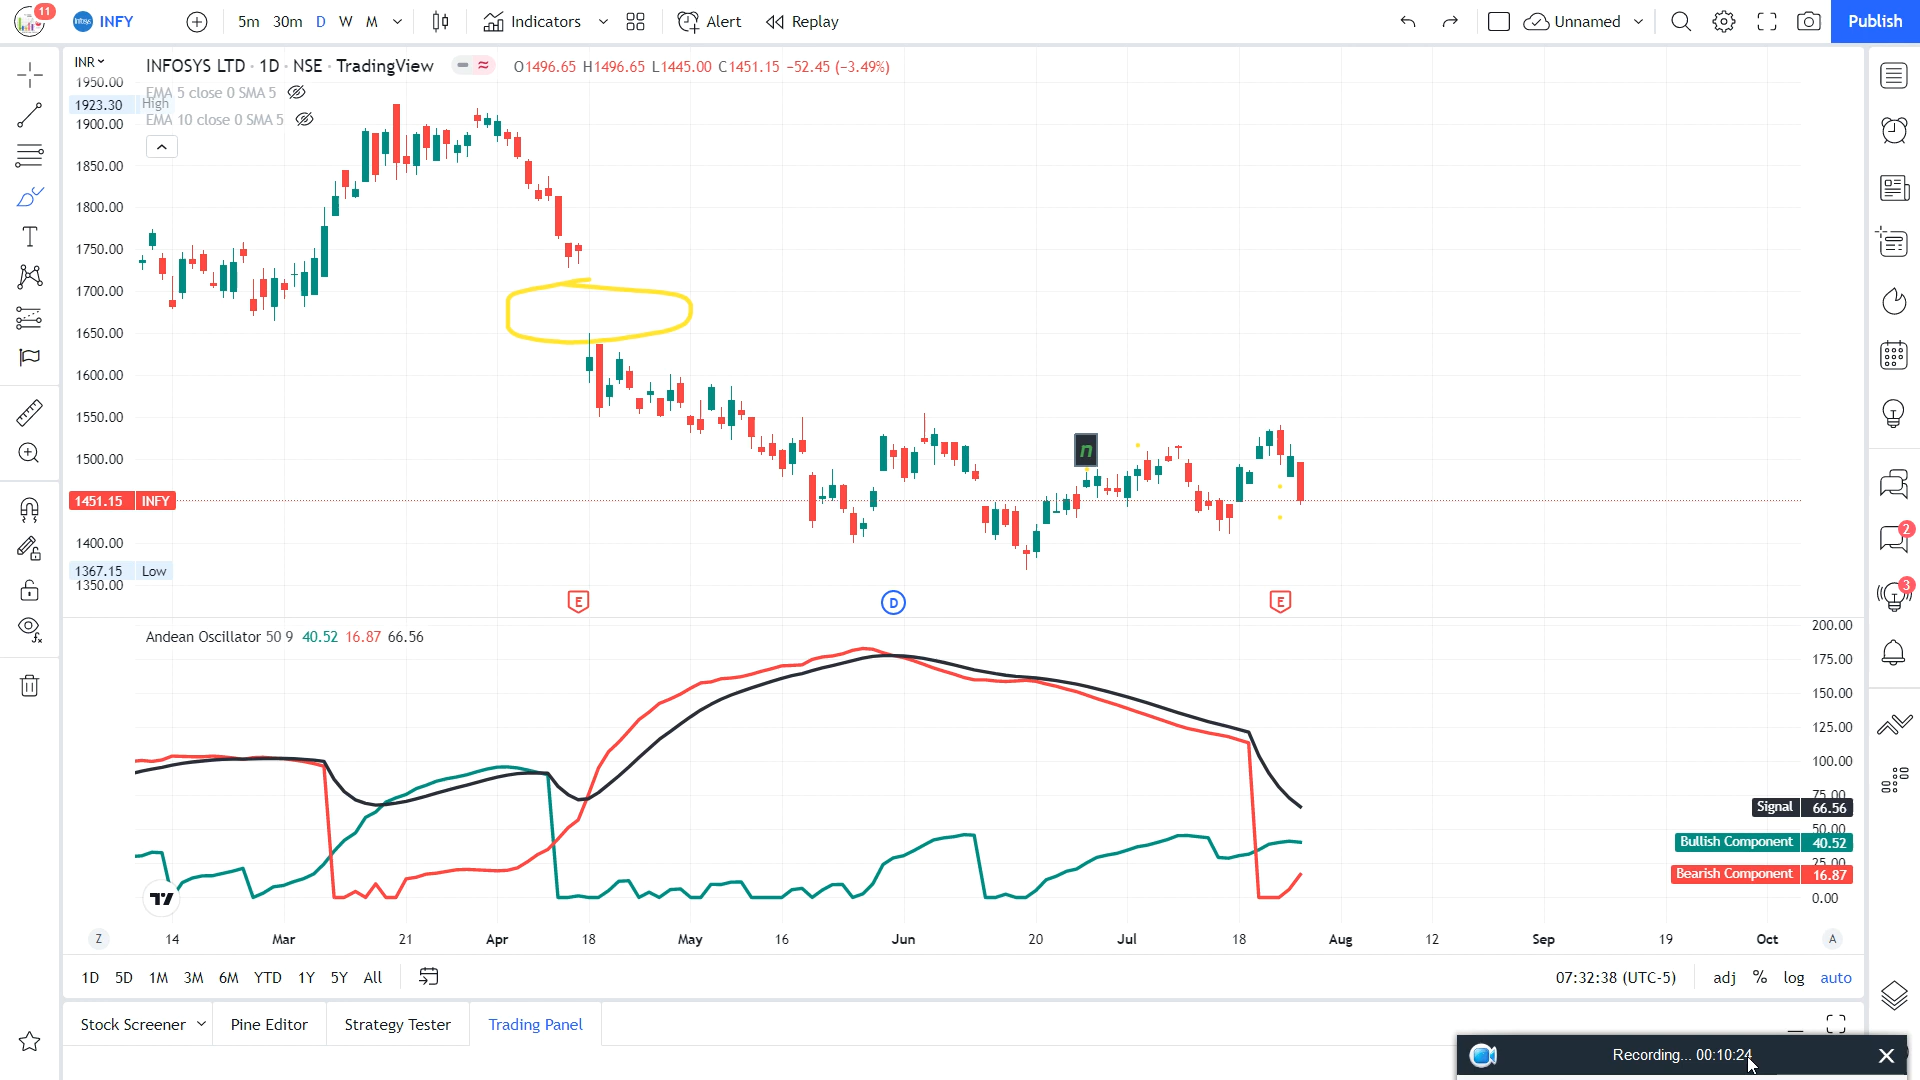 11
INFY
5m 30m D W M
Indicators
Alert
Replay
Unnamed
Publish
INR
INFOSYS LTD · 1D · NSE · TradingView
O1496.65 H1496.65 L1445.00 C1451.15 −52.45 (−3.49%)
EMA 5 close 0 SMA 5
EMA 10 close 0 SMA 5
1950.00
1923.30 High
1900.00
1850.00
1800.00
1750.00
1700.00
1650.00
1600.00
1550.00
1500.00
1451.15 INFY
1400.00
1367.15 Low
1350.00
n
E
D
E
2
3
Andean Oscillator 50 9 40.52 16.87 66.56
200.00
175.00
150.00
125.00
100.00
75.00
Signal 66.56
50.00
Bullish Component 40.52
25.00
Bearish Component 16.87
0.00
Z 14 Mar 21 Apr 18 May 16 Jun 20 Jul 18 Aug 12 Sep 19 Oct A
1D 5D 1M 3M 6M YTD 1Y 5Y All
07:32:38 (UTC-5)
adj % log auto
Stock Screener Pine Editor Strategy Tester Trading Panel
Recording... 00:10:24